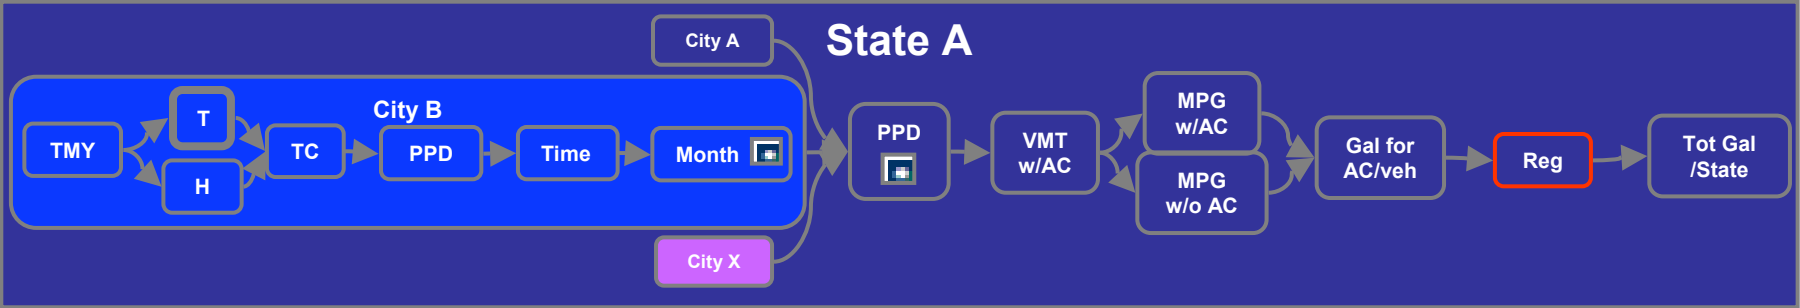 State A
City A
City B
TMY
T
H
TC
PPD
Time
Month
City X
PPD
VMT
w/AC
MPG
w/AC
MPG
w/o AC
Gal for
AC/veh
Reg
Tot Gal
/State